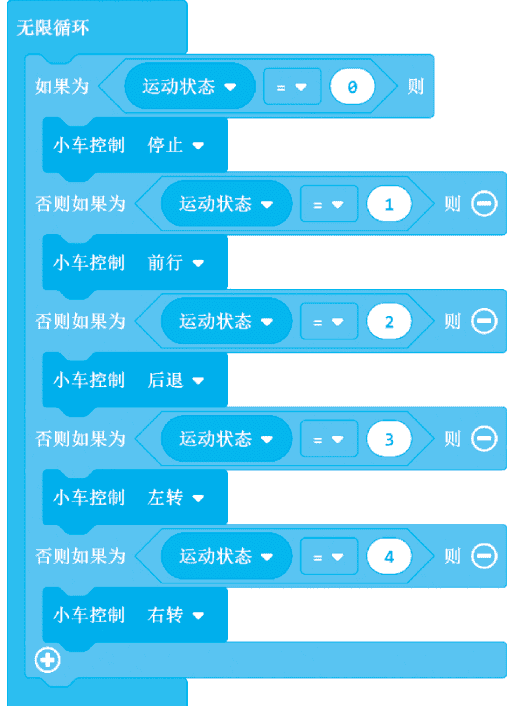 无限循环
如果为 运动状态 = 0 则
小车控制 停止
否则如果为 运动状态 = 1 则
小车控制 前行
否则如果为 运动状态 = 2 则
小车控制 后退
否则如果为 运动状态 = 3 则
小车控制 左转
否则如果为 运动状态 = 4 则
小车控制 右转